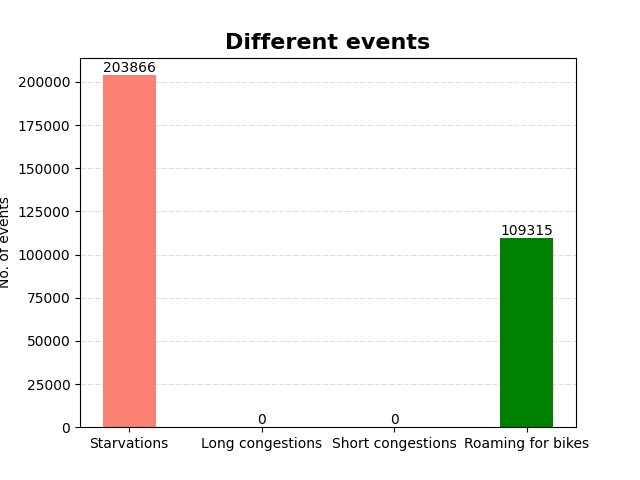 Different events
No. of events
200000
175000
150000
125000
100000
75000
50000
25000
0
203866
0
0
109315
Starvations
Long congestions
Short congestions
Roaming for bikes